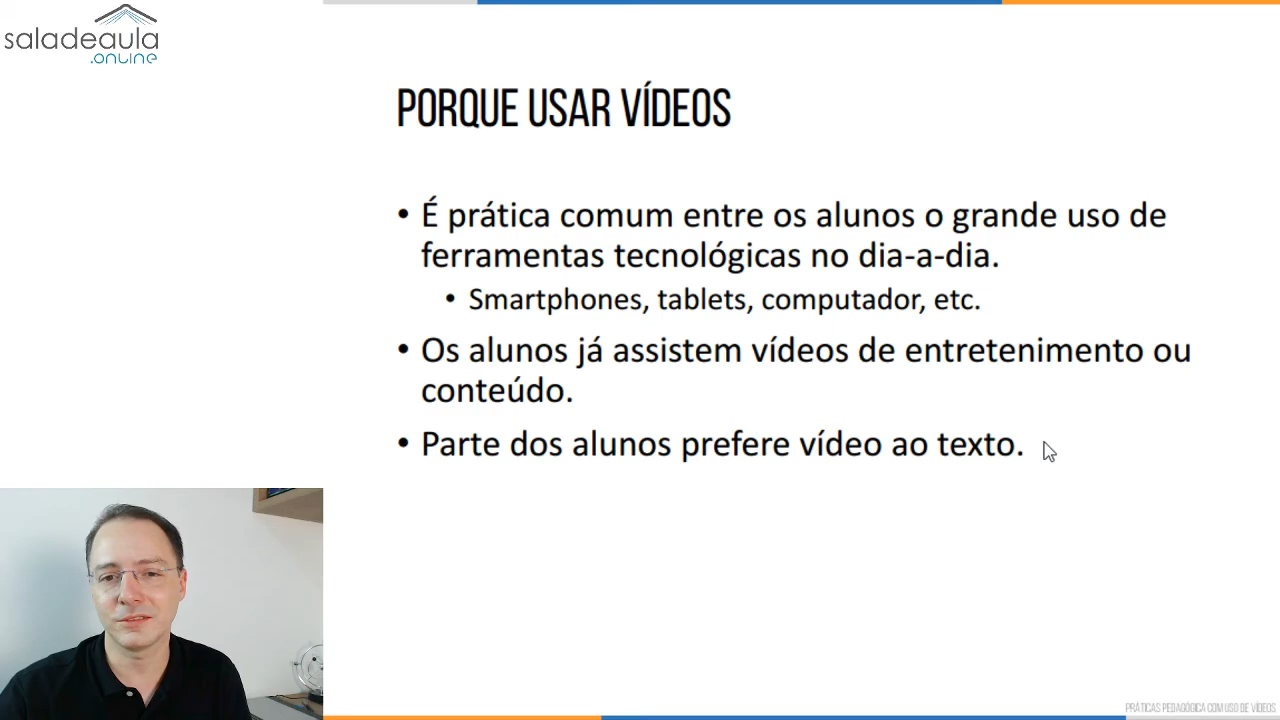 saladeaula
.online
PORQUE USAR VÍDEOS
• É prática comum entre os alunos o grande uso de
ferramentas tecnológicas no dia-a-dia.
• Smartphones, tablets, computador, etc.
• Os alunos já assistem vídeos de entretenimento ou
conteúdo.
• Parte dos alunos prefere vídeo ao texto.
PRÁTICAS PEDAGÓGICA COM USO DE VÍDEOS